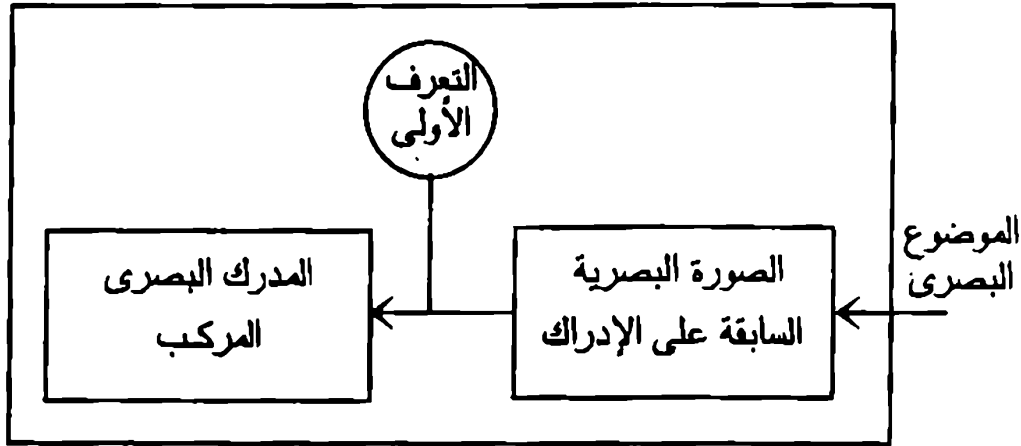 التعرف
الأولى
الموضوع
البصرى
الصورة البصرية
السابقة على الإدراك
المدرك البصرى
المركب